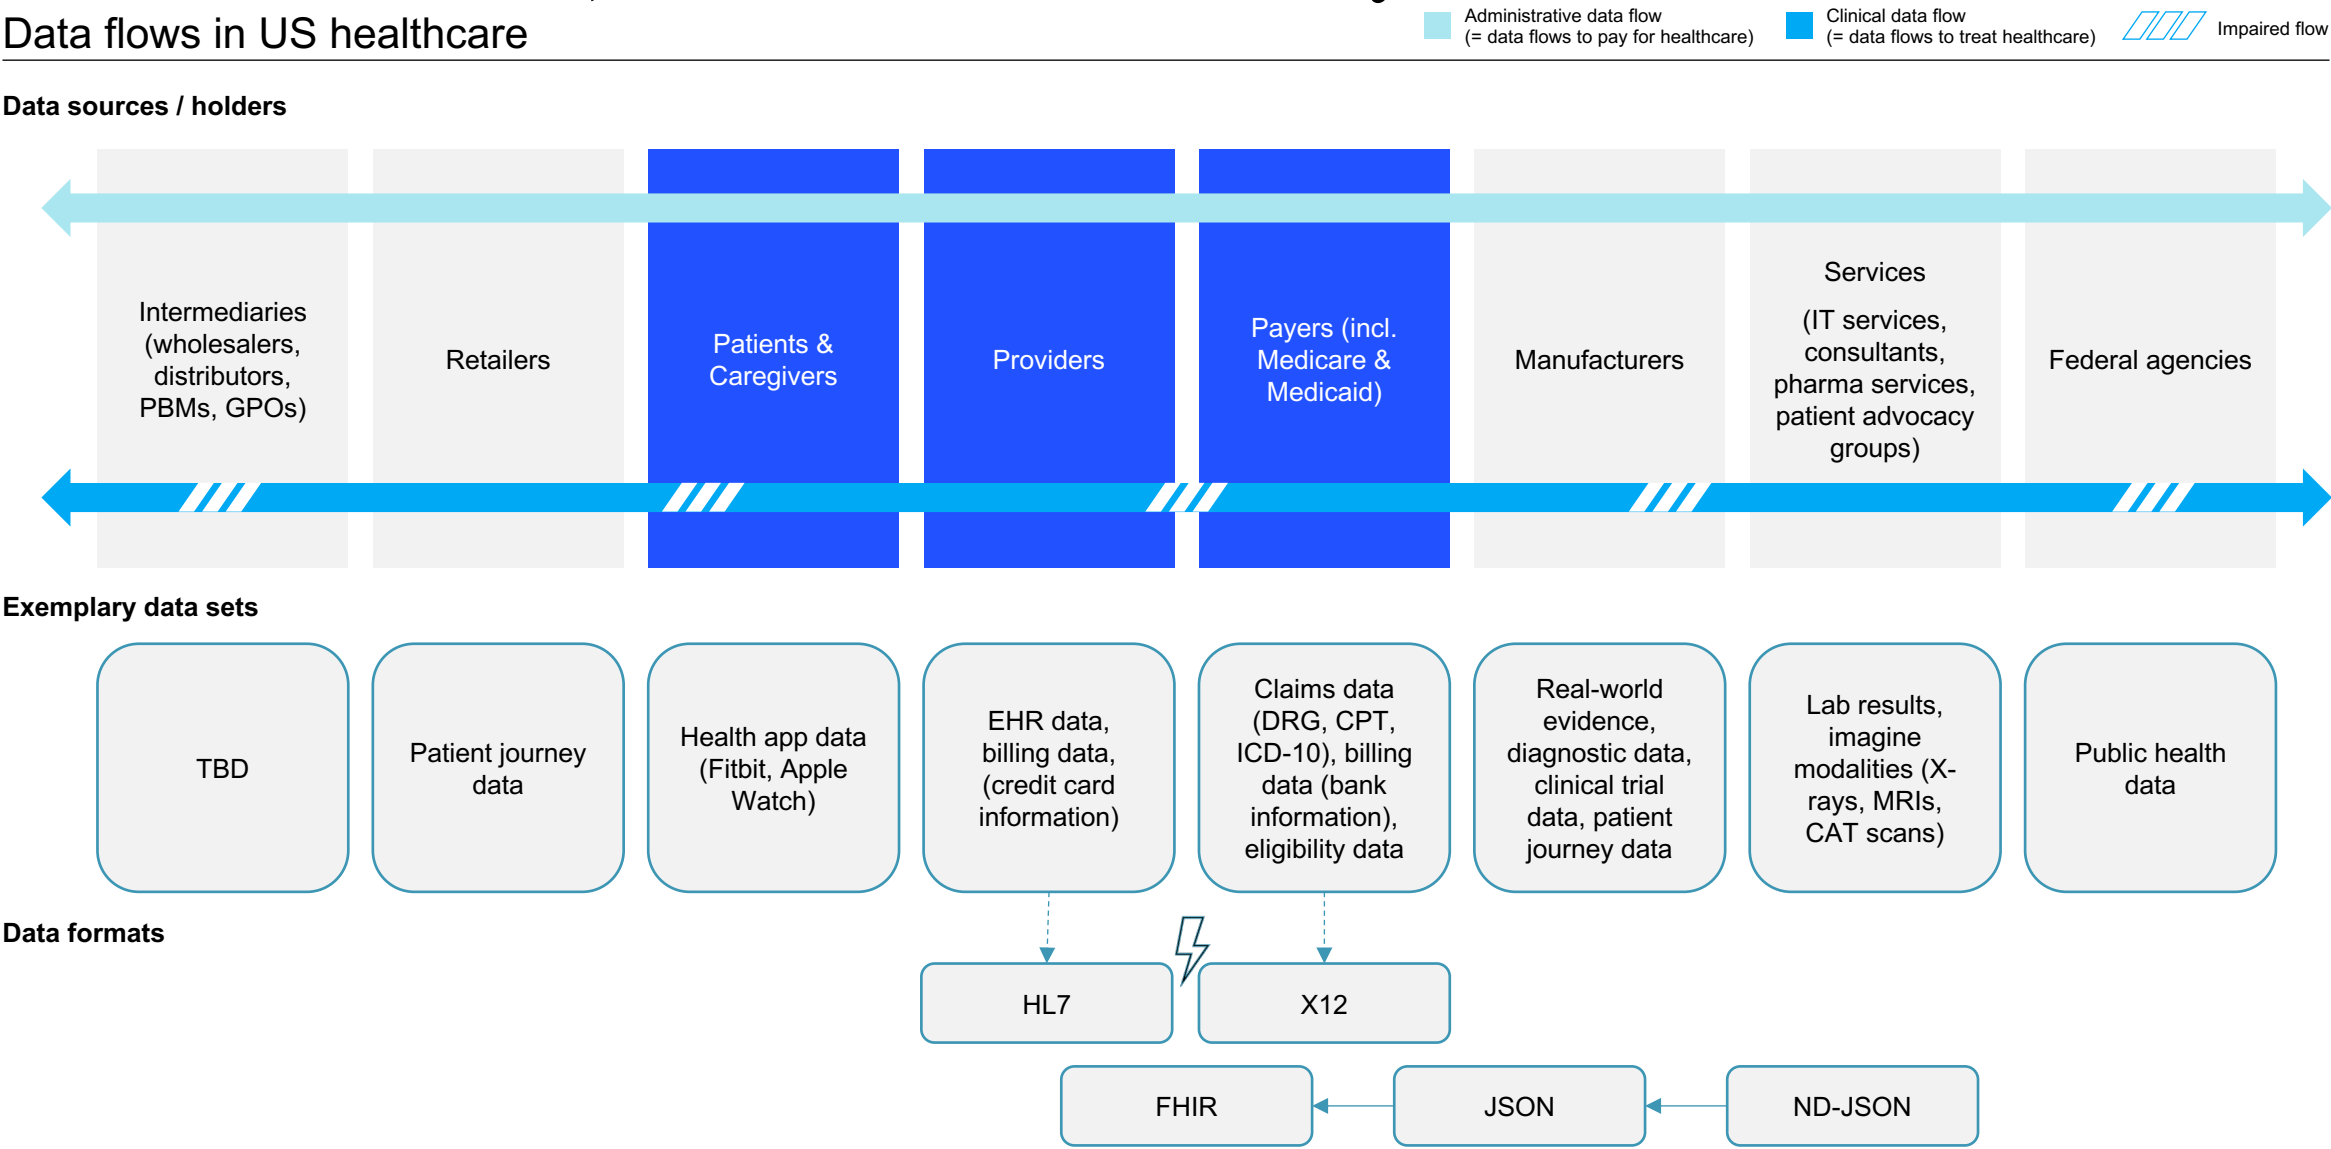 Data flows in US healthcare
Administrative data flow
(= data flows to pay for healthcare)
Clinical data flow
(= data flows to treat healthcare)
Impaired flow
Data sources / holders
Intermediaries
(wholesalers,
distributors,
PBMs, GPOs)
Retailers
Patients &
Caregivers
Providers
Payers (incl.
Medicare &
Medicaid)
Manufacturers
Services
(IT services,
consultants,
pharma services,
patient advocacy
groups)
Federal agencies
Exemplary data sets
TBD
Patient journey
data
Health app data
(Fitbit, Apple
Watch)
EHR data,
billing data,
(credit card
information)
Claims data
(DRG, CPT,
ICD-10), billing
data (bank
information),
eligibility data
Real-world
evidence,
diagnostic data,
clinical trial
data, patient
journey data
Lab results,
imagine
modalities (X-
rays, MRIs,
CAT scans)
Public health
data
Data formats
HL7
X12
FHIR
JSON
ND-JSON